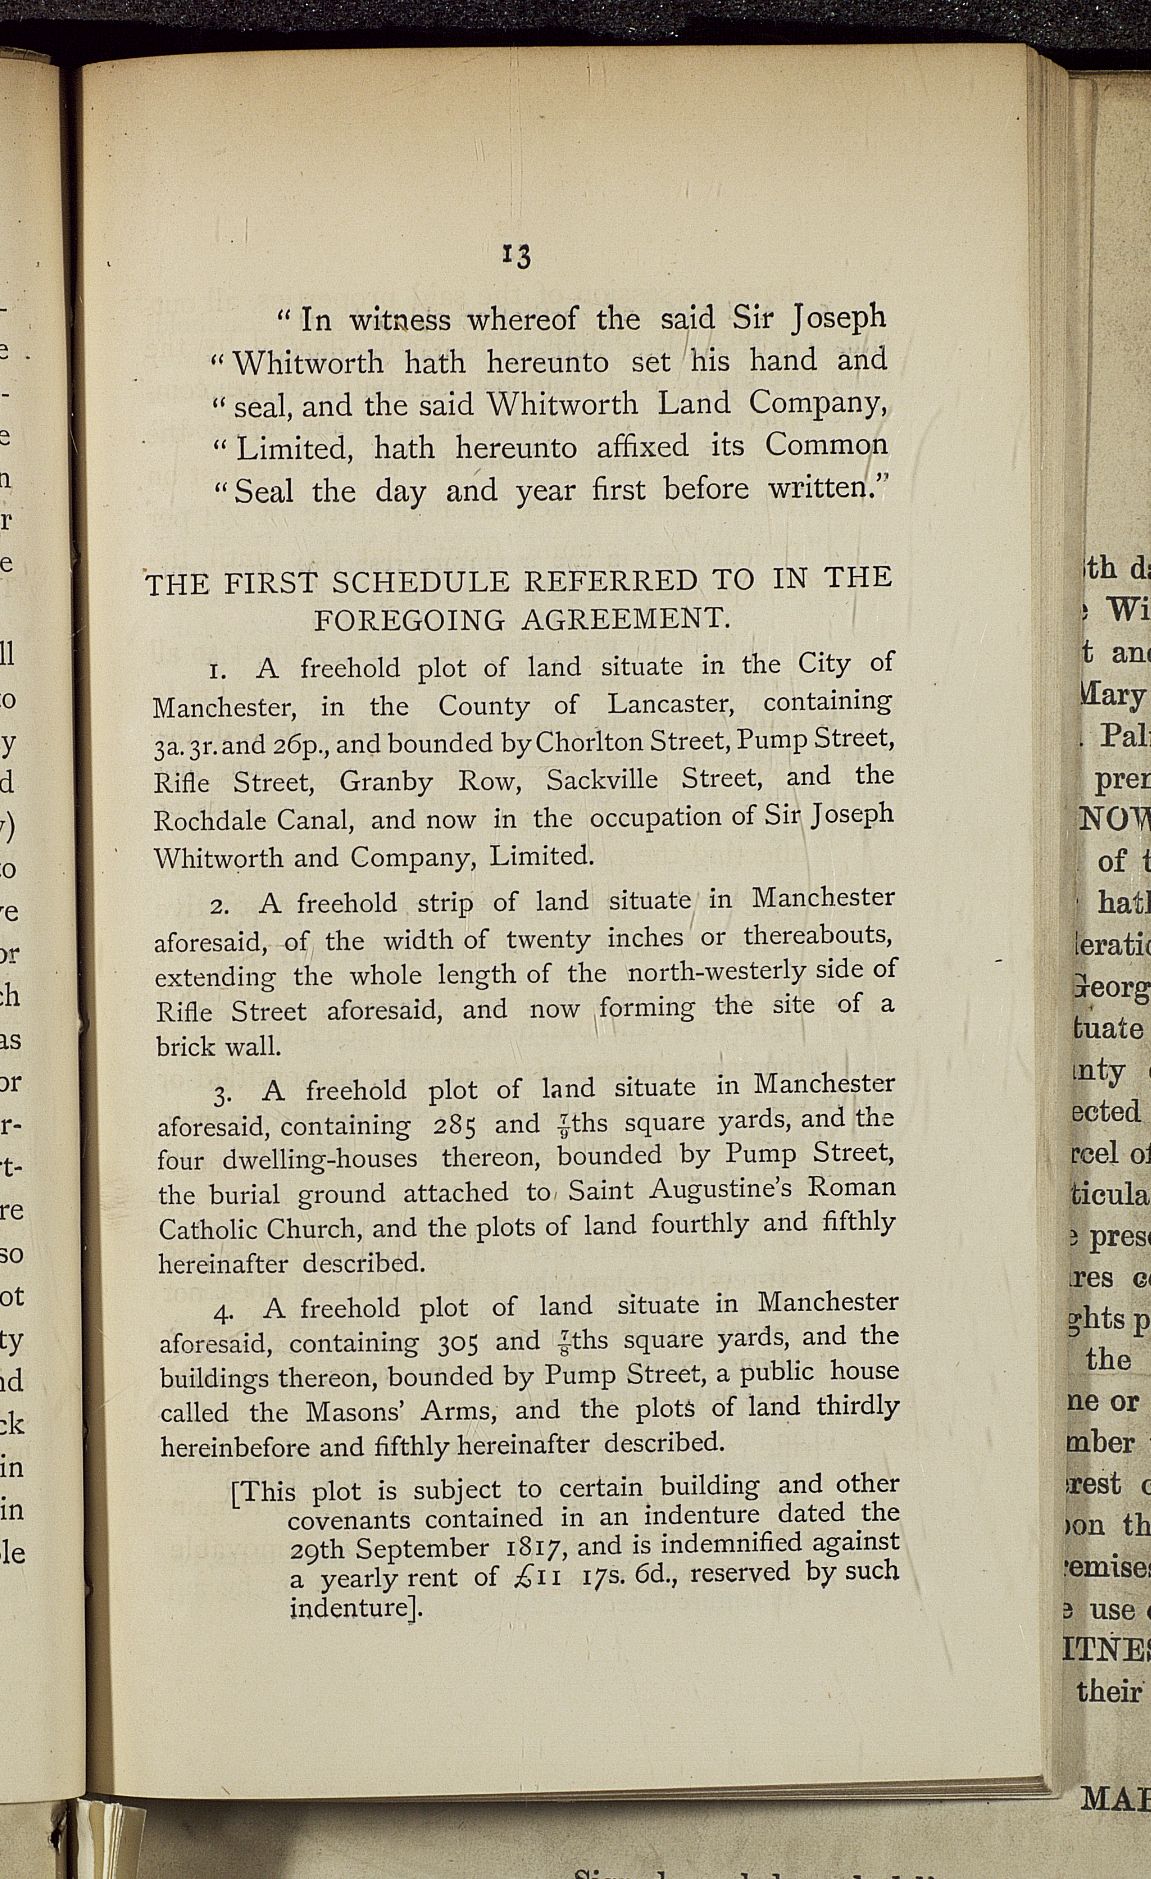 13
“ In witness whereof the said Sir Joseph
“ Whitworth hath hereunto set his hand and
“ seal, and the said Whitworth Land Company,
“ Limited, hath hereunto affixed its Common
“ Seal the day and year first before written.”
THE FIRST SCHEDULE REFERRED TO IN THE
FOREGOING AGREEMENT.
1. A freehold plot of land situate in the City of
Manchester, in the County of Lancaster, containing
3a. 3r. and 26p., and bounded by Chorlton Street, Pump Street,
Rifle Street, Granby Row, Sackville Street, and the
Rochdale Canal, and now in the occupation of Sir Joseph
Whitworth and Company, Limited.
2. A freehold strip of land situate in Manchester
aforesaid, of the width of twenty inches or thereabouts,
extending the whole length of the north-westerly side of
Rifle Street aforesaid, and now forming the site of a
brick wall.
3. A freehold plot of land situate in Manchester
aforesaid, containing 285 and 7/9ths square yards, and the
four dwelling-houses thereon, bounded by Pump Street,
the burial ground attached to Saint Augustine’s Roman
Catholic Church, and the plots of land fourthly and fifthly
hereinafter described.
4. A freehold plot of land situate in Manchester
aforesaid, containing 305 and 7/8ths square yards, and the
buildings thereon, bounded by Pump Street, a public house
called the Masons’ Arms, and the plots of land thirdly
hereinbefore and fifthly hereinafter described.
[This plot is subject to certain building and other
covenants contained in an indenture dated the
29th September 1817, and is indemnified against
a yearly rent of £11 17s. 6d., reserved by such
indenture].